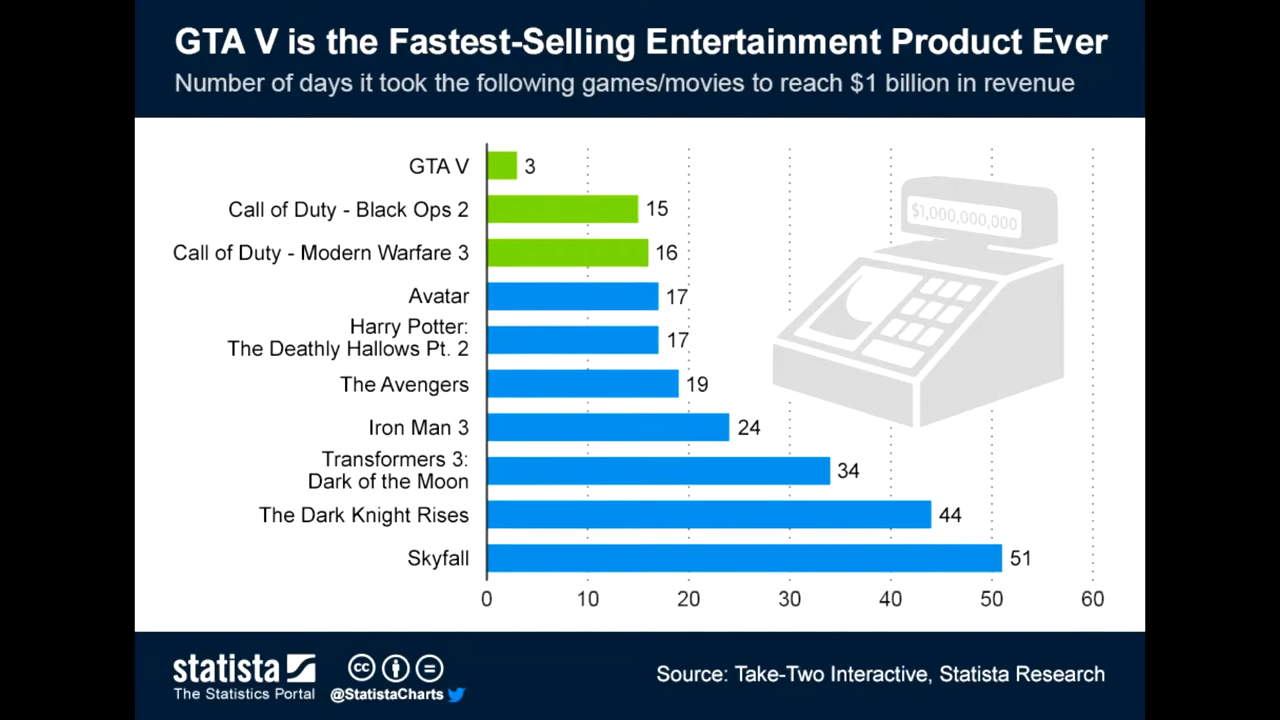 GTA V is the Fastest-Selling Entertainment Product Ever
Number of days it took the following games/movies to reach $1 billion in revenue
$1,000,000,000
GTA V 3
Call of Duty - Black Ops 2 15
Call of Duty - Modern Warfare 3 16
Avatar 17
Harry Potter:
The Deathly Hallows Pt. 2 17
The Avengers 19
Iron Man 3 24
Transformers 3:
Dark of the Moon 34
The Dark Knight Rises 44
Skyfall 51
0 10 20 30 40 50 60
statista
The Statistics Portal
cc
@StatistaCharts
Source: Take-Two Interactive, Statista Research